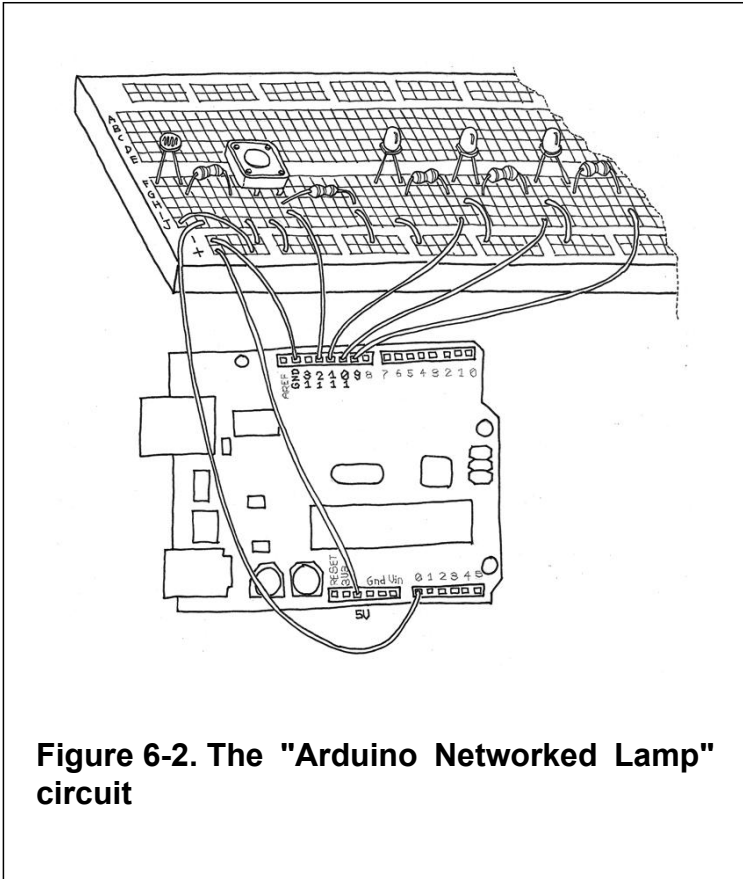 A
B
C
D
E
F
G
H
I
J
-
+
AREF
GND
13
12
11
10
9
8
7 6 5 4 3 2 1 0
RESET
3V3
5V
Gnd Vin
0 1 2 3 4 5
Figure 6-2. The "Arduino Networked Lamp"
circuit